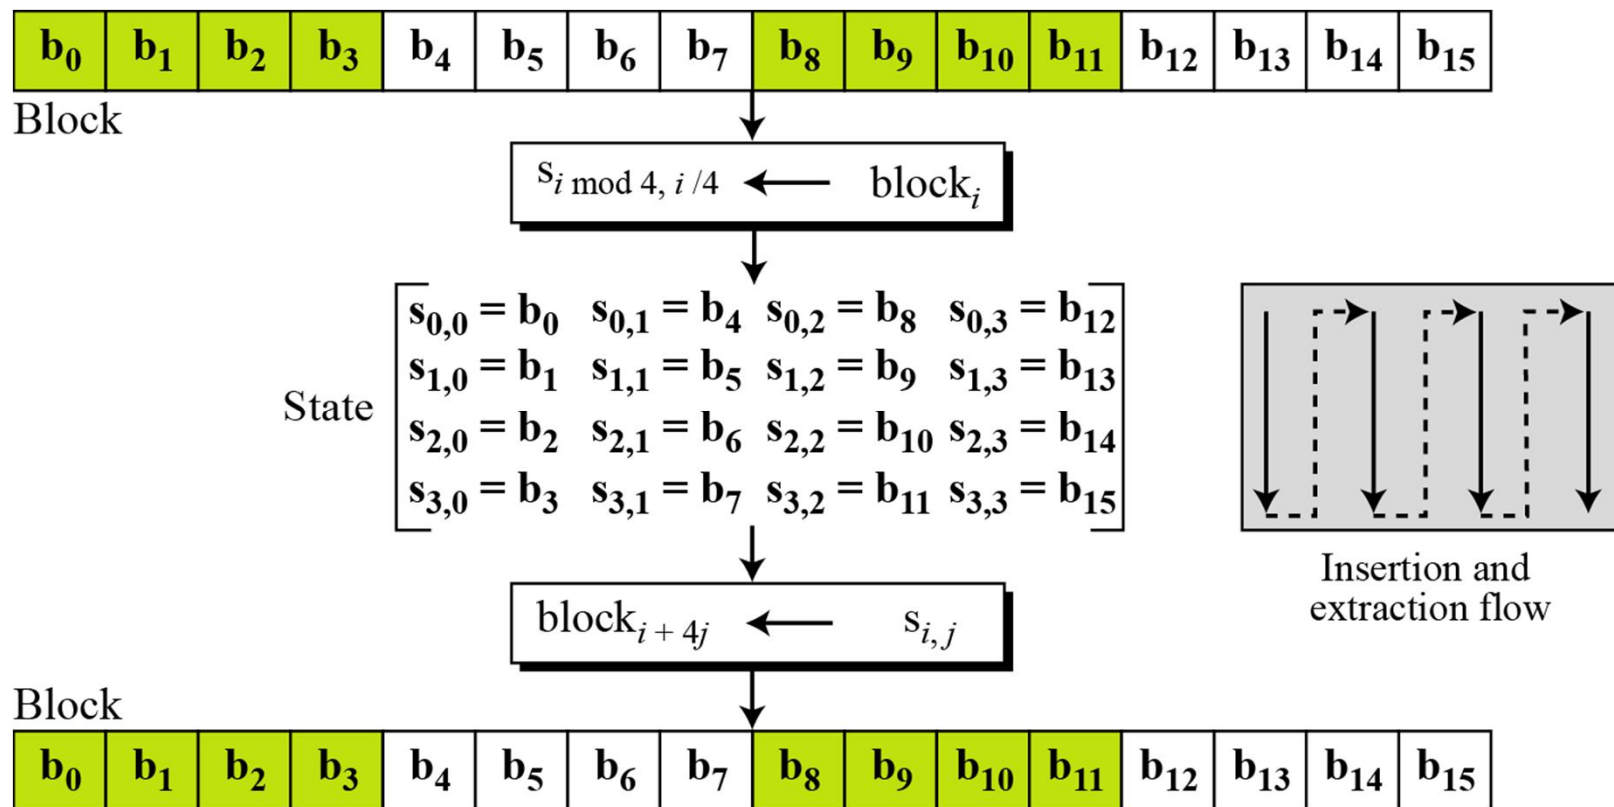 b0 b1 b2 b3 b4 b5 b6 b7 b8 b9 b10 b11 b12 b13 b14 b15
Block
s i mod 4, i /4 ← block i
s0,0 = b0 s0,1 = b4 s0,2 = b8 s0,3 = b12
s1,0 = b1 s1,1 = b5 s1,2 = b9 s1,3 = b13
State
s2,0 = b2 s2,1 = b6 s2,2 = b10 s2,3 = b14
s3,0 = b3 s3,1 = b7 s3,2 = b11 s3,3 = b15
Insertion and
extraction flow
block i + 4j ← s i, j
Block
b0 b1 b2 b3 b4 b5 b6 b7 b8 b9 b10 b11 b12 b13 b14 b15